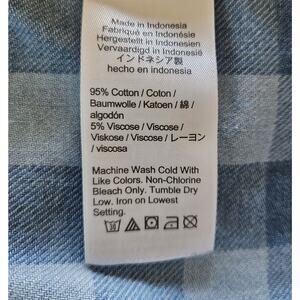 Made in Indonesia
Fabriqué en Indonésie
Hergestellt in Indonesien
Vervaardigd in Indonesië
インドネシア製
hecho en indonesia
95% Cotton / Coton /
Baumwolle / Katoen / 綿 /
algodón
5% Viscose / Viscose /
Viskose / Viscose / レーヨン
/ viscosa
Machine Wash Cold With
Like Colors. Non-Chlorine
Bleach Only. Tumble Dry
Low. Iron on Lowest
Setting.